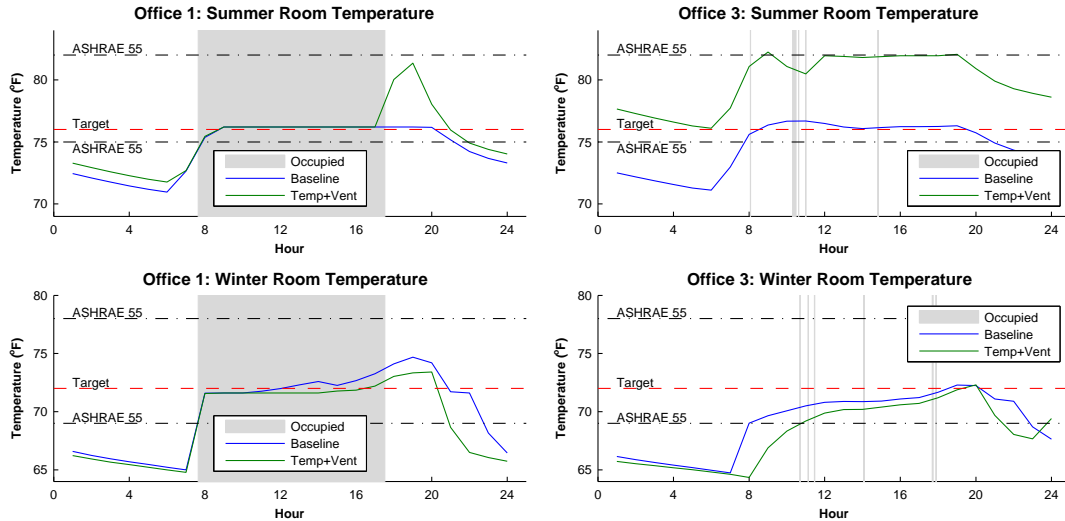 Office 1: Summer Room Temperature
Temperature (°F)
80
75
70
ASHRAE 55
Target
ASHRAE 55
Occupied
Baseline
Temp+Vent
0 4 8 12 16 20 24
Hour
Office 3: Summer Room Temperature
Temperature (°F)
80
75
70
ASHRAE 55
Target
ASHRAE 55
Occupied
Baseline
Temp+Vent
0 4 8 12 16 20 24
Hour
Office 1: Winter Room Temperature
Temperature (°F)
80
75
70
65
ASHRAE 55
Target
ASHRAE 55
Occupied
Baseline
Temp+Vent
0 4 8 12 16 20 24
Hour
Office 3: Winter Room Temperature
Temperature (°F)
80
75
70
65
ASHRAE 55
Target
ASHRAE 55
Occupied
Baseline
Temp+Vent
0 4 8 12 16 20 24
Hour